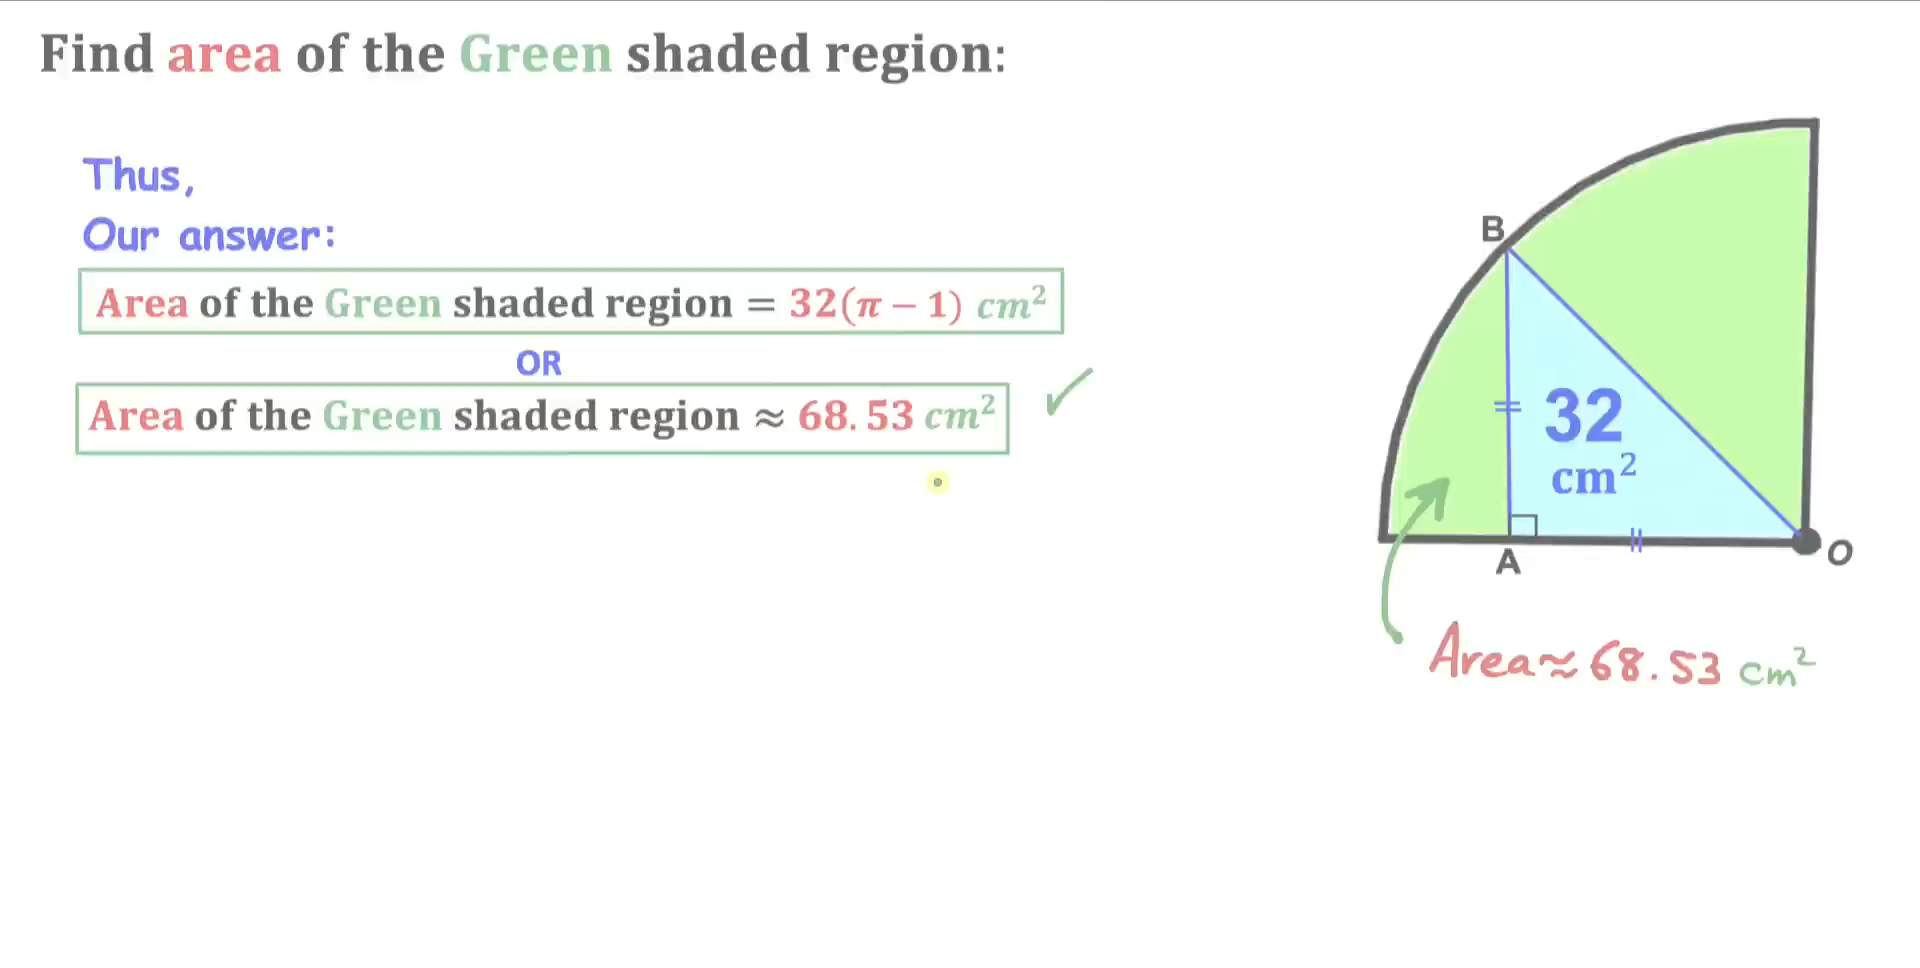 Find area of the Green shaded region:
Thus,
Our answer:
Area of the Green shaded region = 32(π − 1) cm²
OR
Area of the Green shaded region ≈ 68.53 cm²
B
32
cm²
A
O
Area ≈ 68.53 cm²